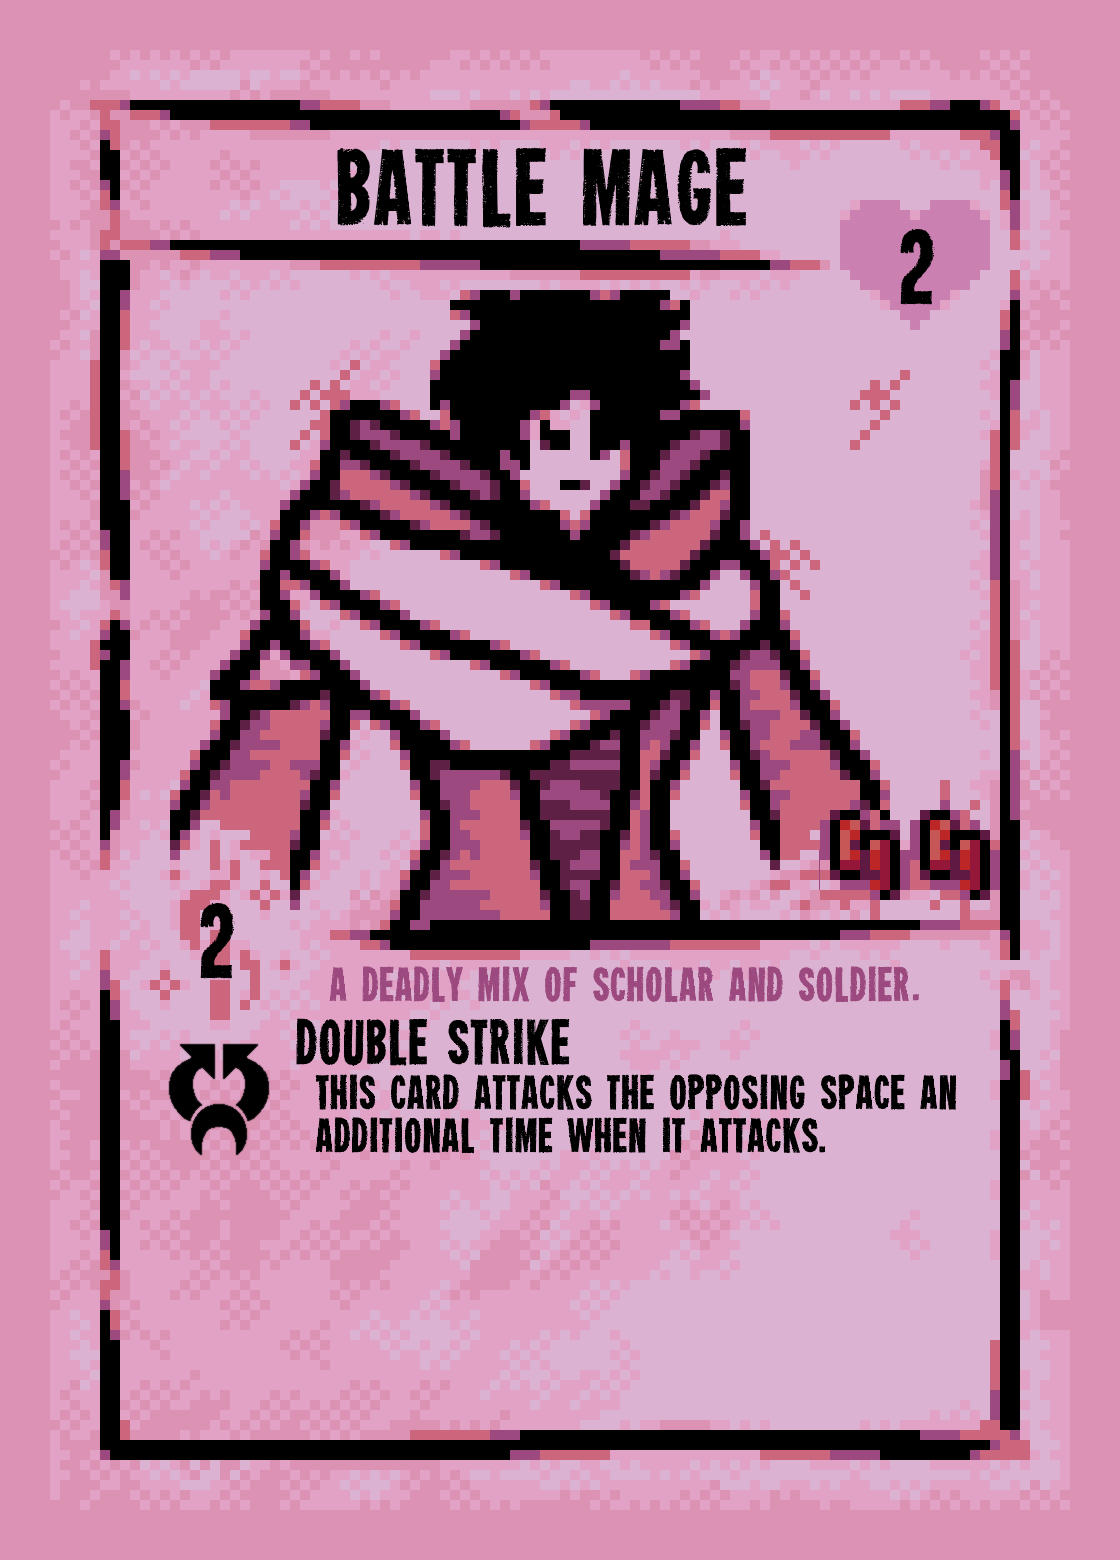 BATTLE MAGE
2
2
A DEADLY MIX OF SCHOLAR AND SOLDIER.
DOUBLE STRIKE
THIS CARD ATTACKS THE OPPOSING SPACE AN
ADDITIONAL TIME WHEN IT ATTACKS.